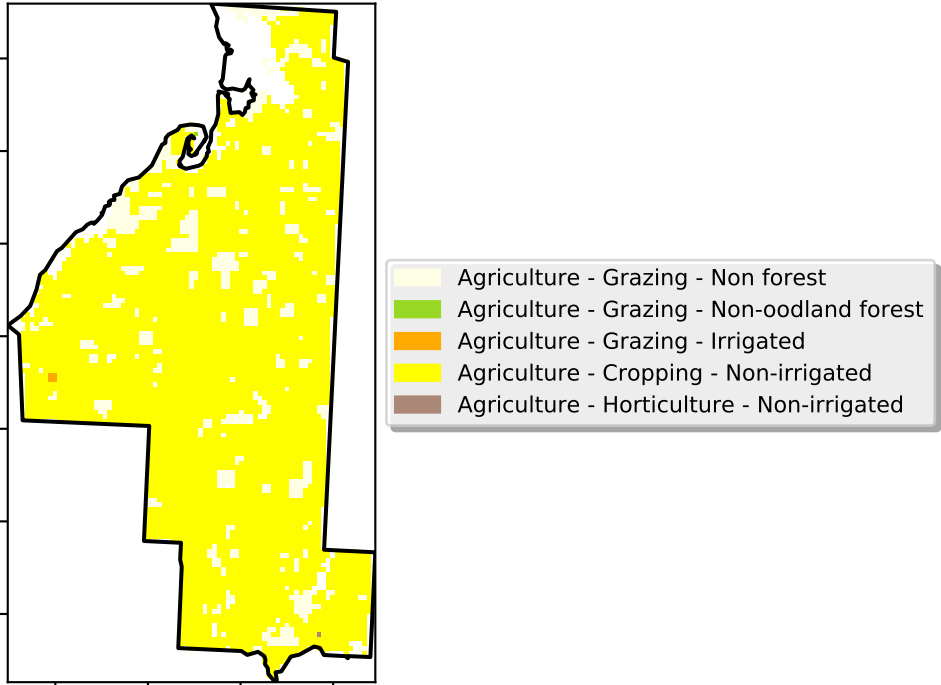 Agriculture - Grazing - Non forest
Agriculture - Grazing - Non-oodland forest
Agriculture - Grazing - Irrigated
Agriculture - Cropping - Non-irrigated
Agriculture - Horticulture - Non-irrigated